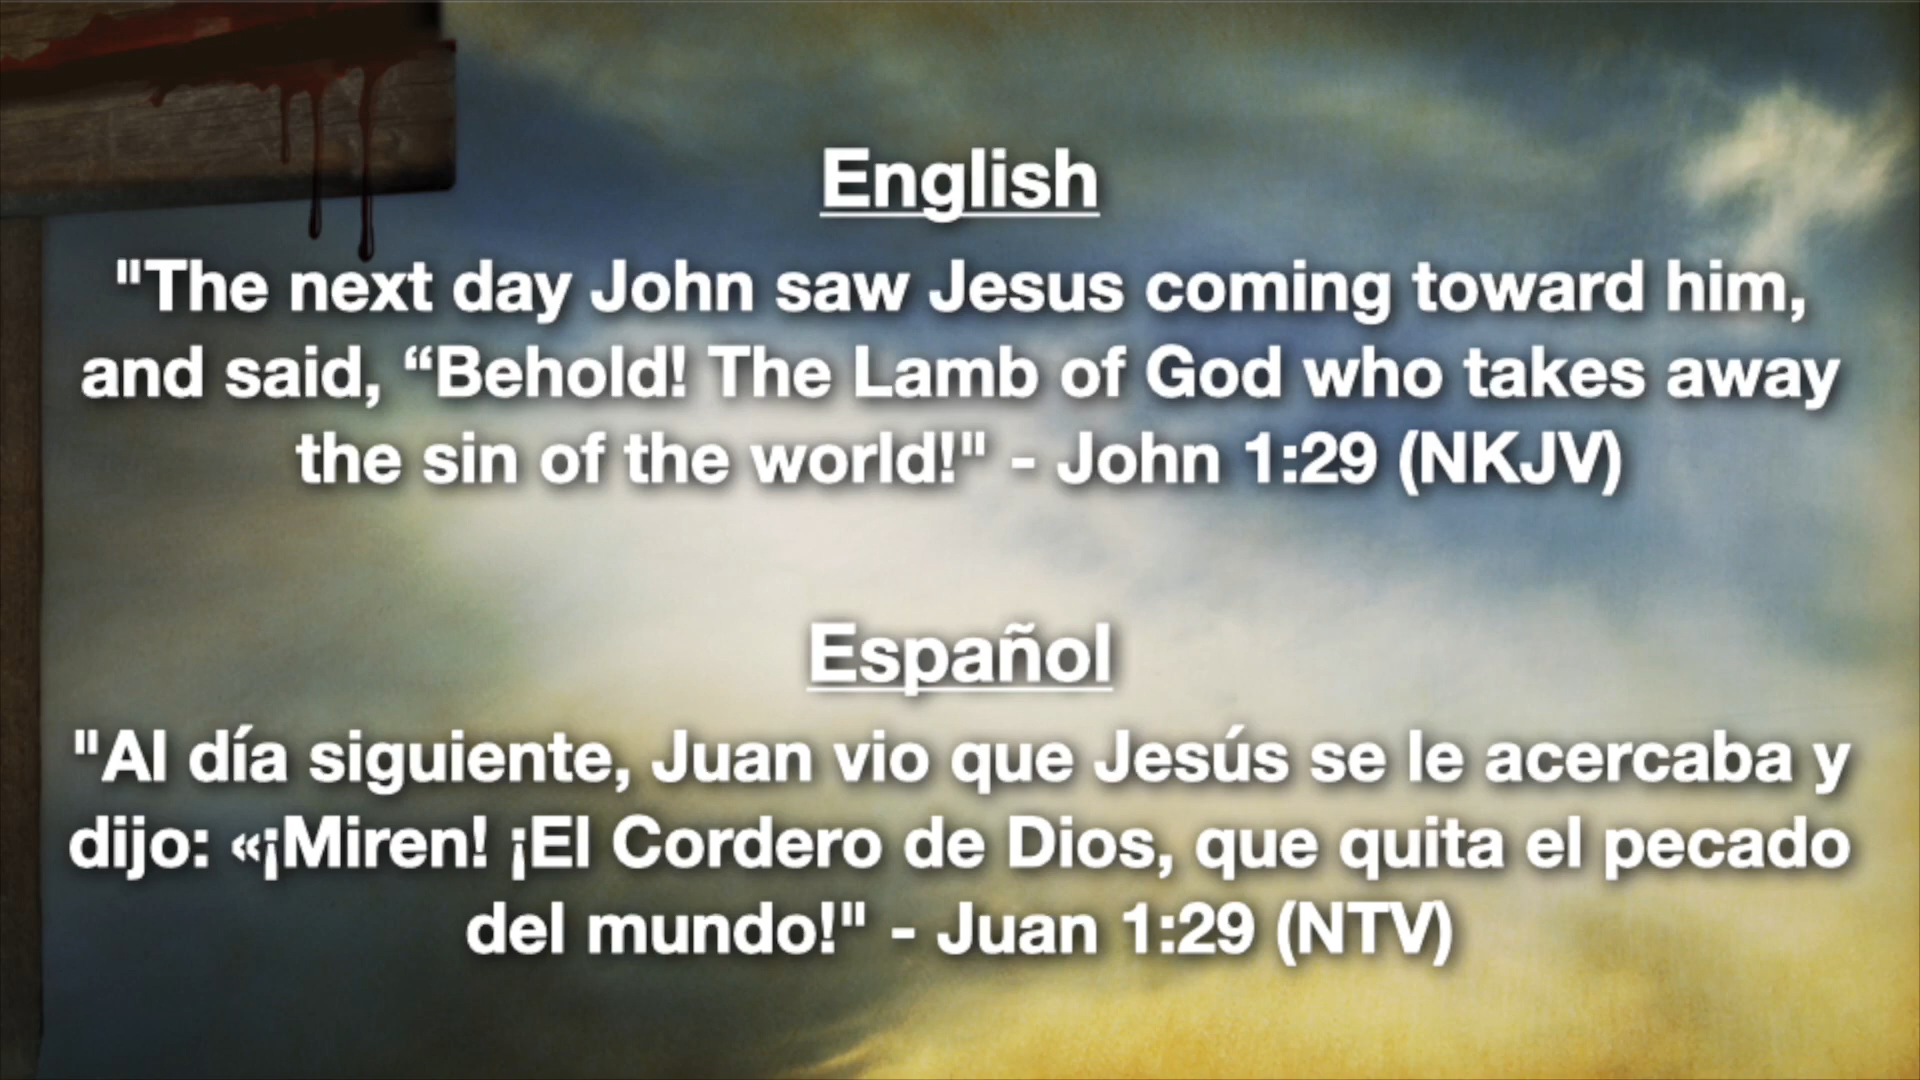 English
"The next day John saw Jesus coming toward him,
and said, “Behold! The Lamb of God who takes away
the sin of the world!" - John 1:29 (NKJV)
Español
"Al día siguiente, Juan vio que Jesús se le acercaba y
dijo: «¡Miren! ¡El Cordero de Dios, que quita el pecado
del mundo!" - Juan 1:29 (NTV)